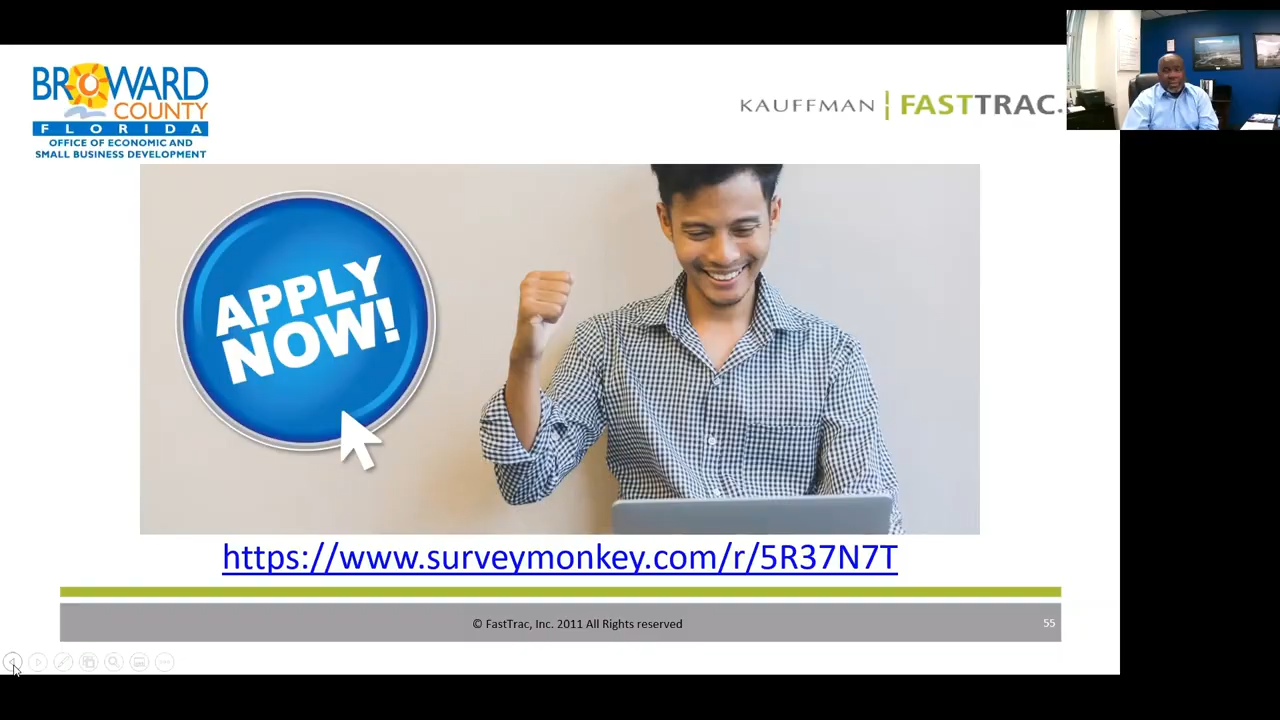 BROWARD
COUNTY
FLORIDA
OFFICE OF ECONOMIC AND
SMALL BUSINESS DEVELOPMENT
KAUFFMAN | FASTTRAC.
APPLY
NOW!
https://www.surveymonkey.com/r/5R37N7T
© FastTrac, Inc. 2011 All Rights reserved
55